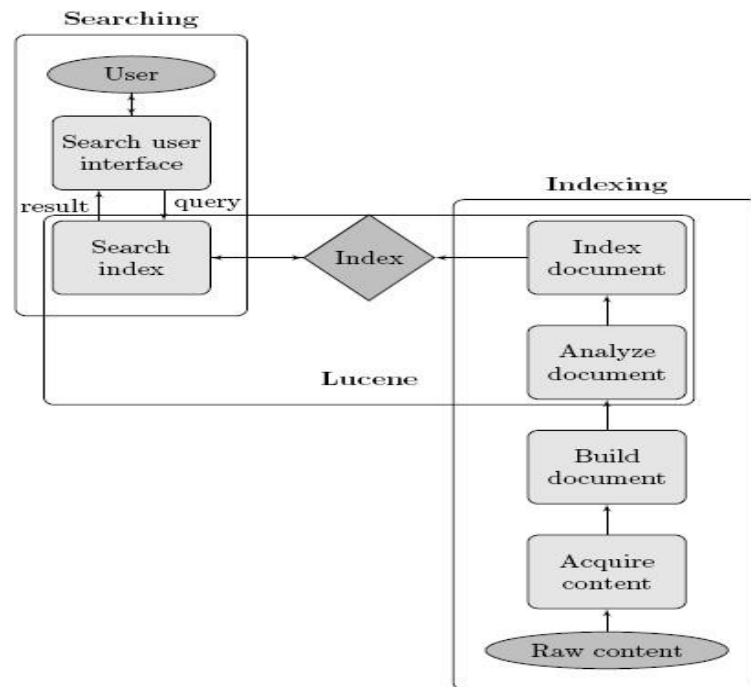 Searching
User
Search user
interface
result
query
Search
index
Index
Lucene
Indexing
Index
document
Analyze
document
Build
document
Acquire
content
Raw content